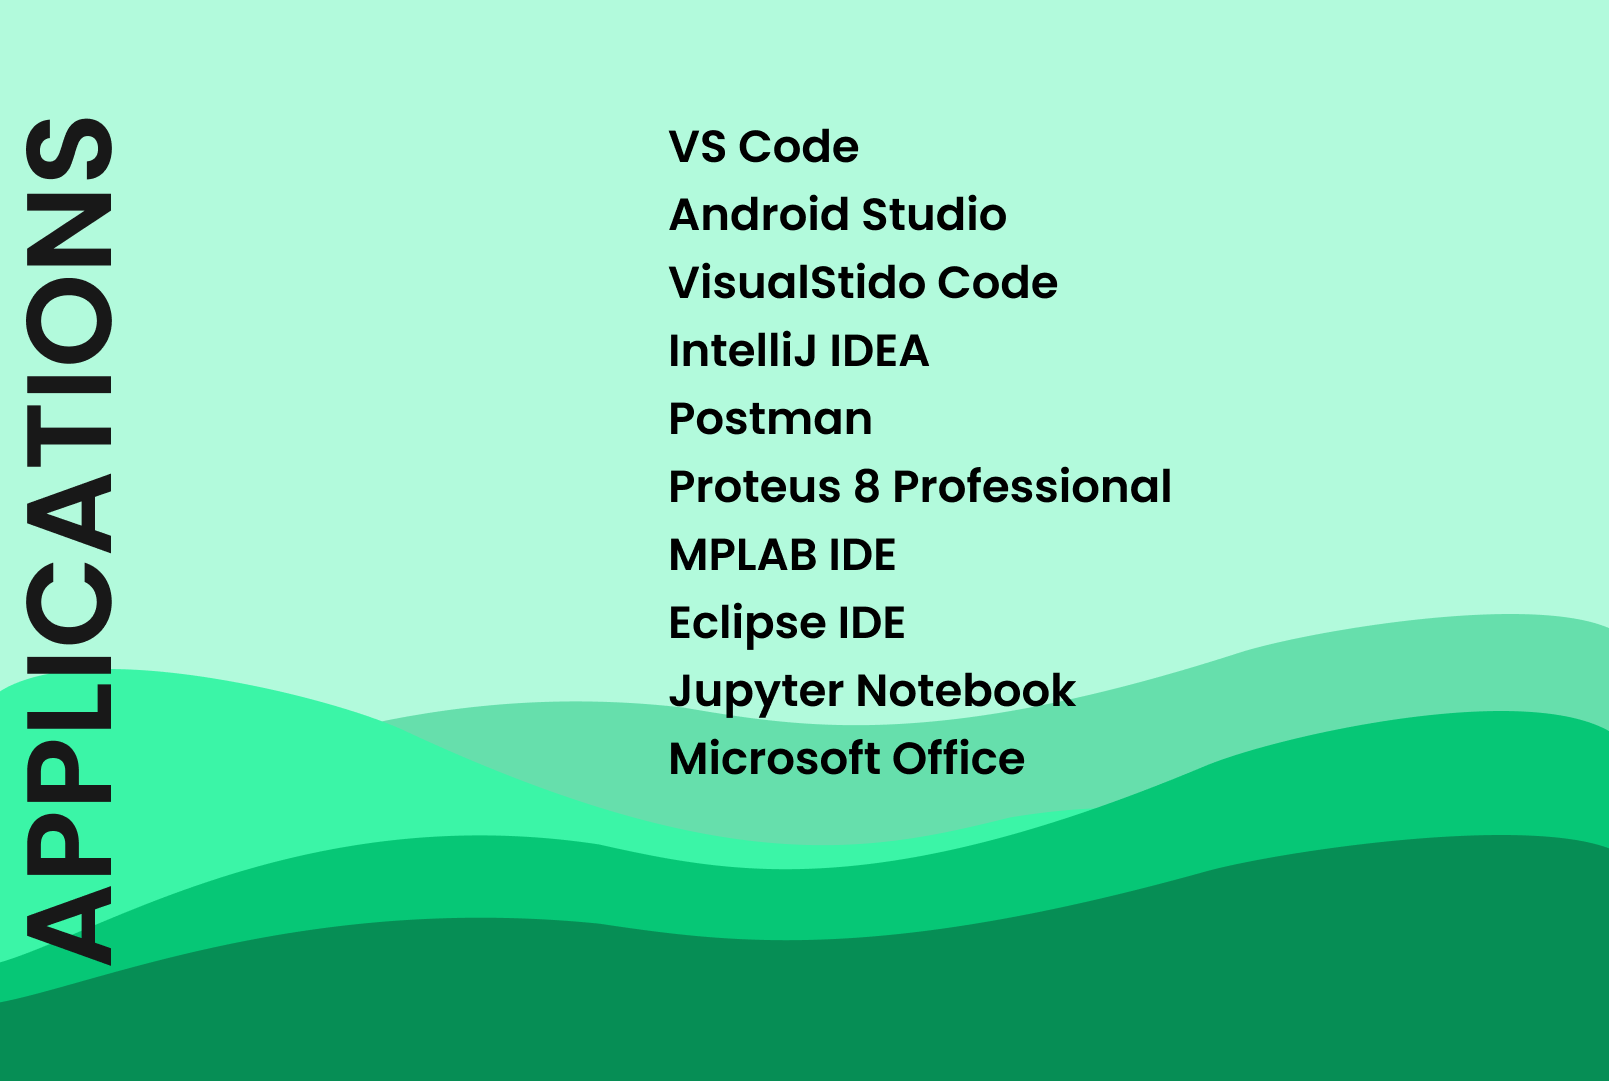 APPLICATIONS
VS Code
Android Studio
VisualStido Code
IntelliJ IDEA
Postman
Proteus 8 Professional
MPLAB IDE
Eclipse IDE
Jupyter Notebook
Microsoft Office